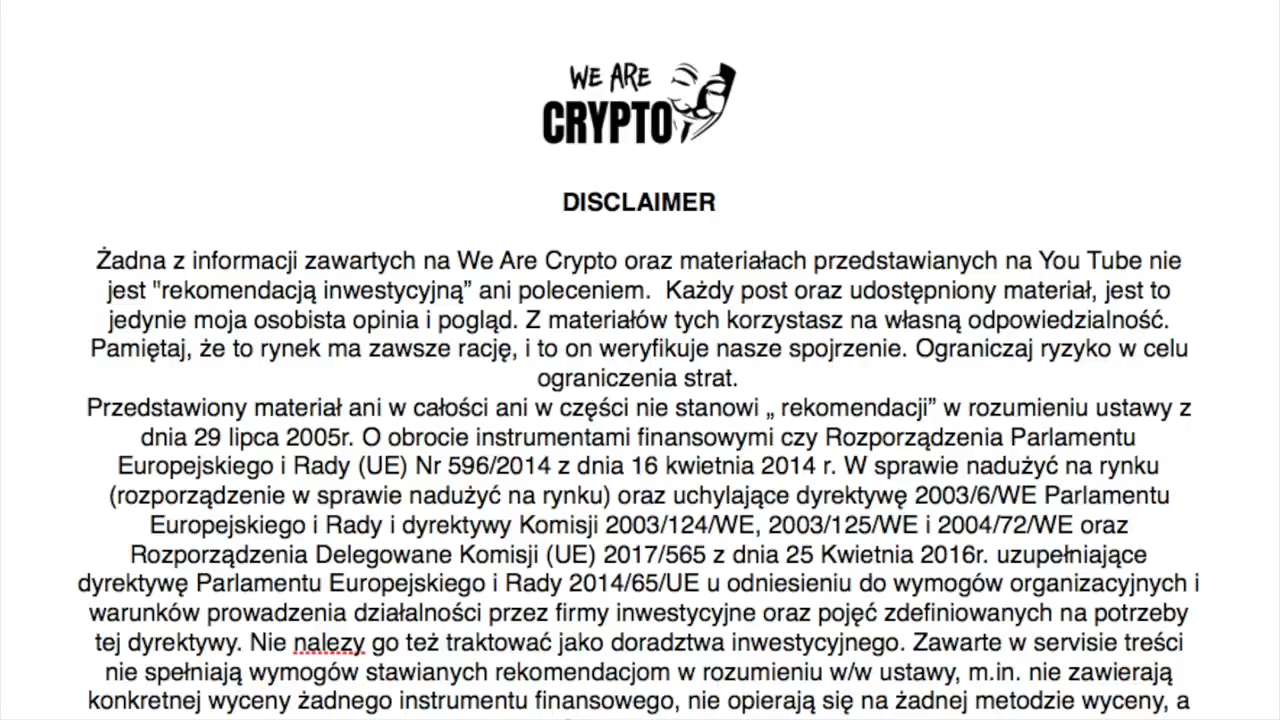 WE ARE
CRYPTO
DISCLAIMER
Żadna z informacji zawartych na We Are Crypto oraz materiałach przedstawianych na You Tube nie
jest "rekomendacją inwestycyjną” ani poleceniem.  Każdy post oraz udostępniony materiał, jest to
jedynie moja osobista opinia i pogląd. Z materiałów tych korzystasz na własną odpowiedzialność.
Pamiętaj, że to rynek ma zawsze rację, i to on weryfikuje nasze spojrzenie. Ograniczaj ryzyko w celu
ograniczenia strat.
Przedstawiony materiał ani w całości ani w części nie stanowi „ rekomendacji” w rozumieniu ustawy z
dnia 29 lipca 2005r. O obrocie instrumentami finansowymi czy Rozporządzenia Parlamentu
Europejskiego i Rady (UE) Nr 596/2014 z dnia 16 kwietnia 2014 r. W sprawie nadużyć na rynku
(rozporządzenie w sprawie nadużyć na rynku) oraz uchylające dyrektywę 2003/6/WE Parlamentu
Europejskiego i Rady i dyrektywy Komisji 2003/124/WE, 2003/125/WE i 2004/72/WE oraz
Rozporządzenia Delegowane Komisji (UE) 2017/565 z dnia 25 Kwietnia 2016r. uzupełniające
dyrektywę Parlamentu Europejskiego i Rady 2014/65/UE u odniesieniu do wymogów organizacyjnych i
warunków prowadzenia działalności przez firmy inwestycyjne oraz pojęć zdefiniowanych na potrzeby
tej dyrektywy. Nie nalezy go też traktować jako doradztwa inwestycyjnego. Zawarte w servisie treści
nie spełniają wymogów stawianych rekomendacjom w rozumieniu w/w ustawy, m.in. nie zawierają
konkretnej wyceny żadnego instrumentu finansowego, nie opierają się na żadnej metodzie wyceny, a